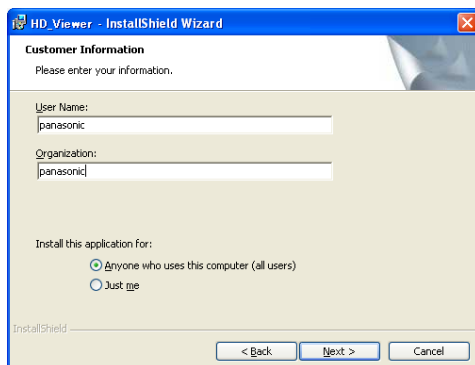 HD_Viewer - InstallShield Wizard
Customer Information
Please enter your information.
User Name:
panasonic
Organization:
panasonic
Install this application for:
Anyone who uses this computer (all users)
Just me
InstallShield
< Back Next > Cancel